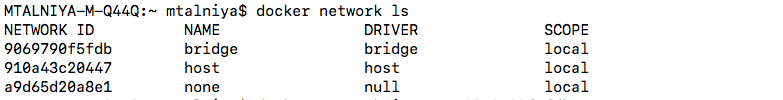 MTALNIYA-M-Q44Q:~ mtalniya$ docker network ls
NETWORK ID NAME DRIVER SCOPE
9069790f5fdb bridge bridge local
910a43c20447 host host local
a9d65d20a8e1 none null local